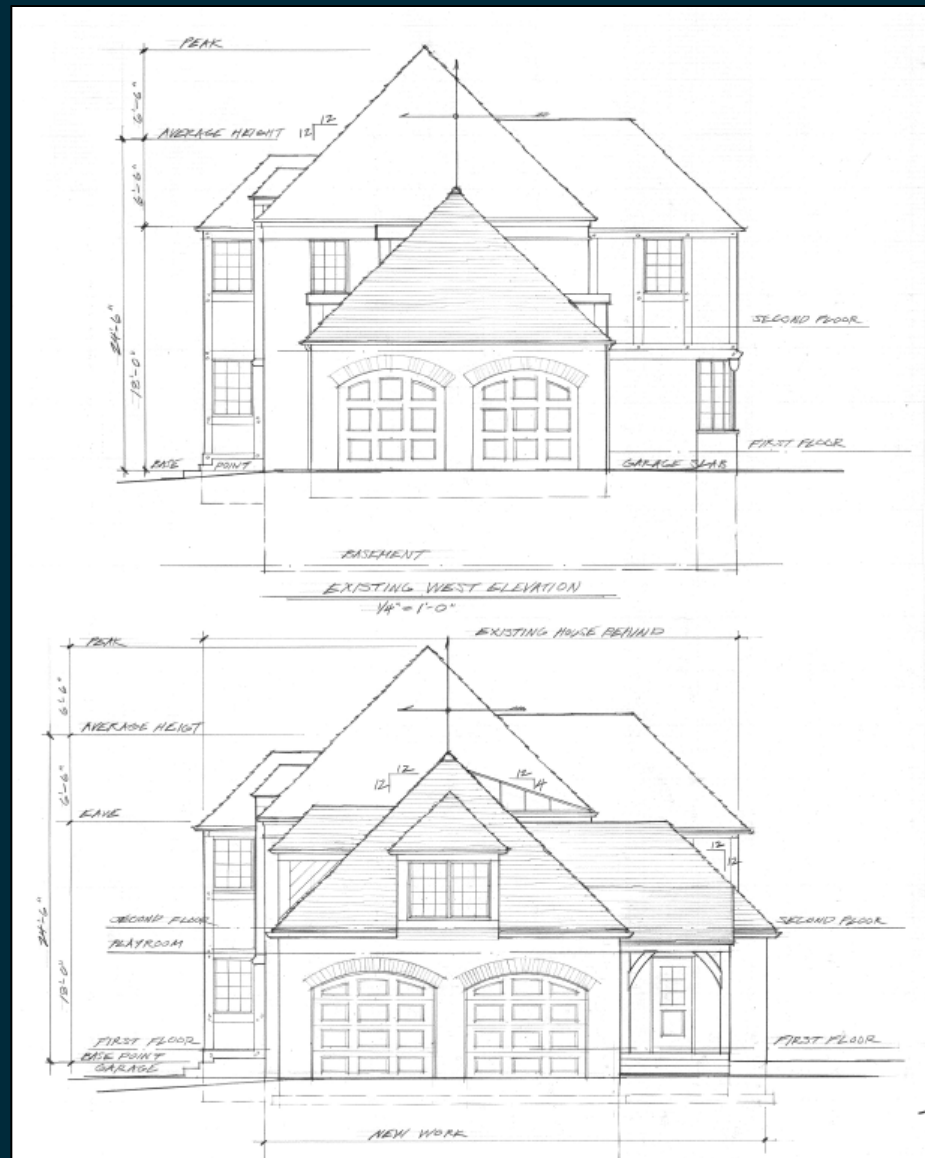 PEAK
6'-6"
AVERAGE HEIGHT
12
12
6'-6"
24'-6"
18'-0"
SECOND FLOOR
FIRST FLOOR
BASE POINT
GARAGE SLAB
BASEMENT
EXISTING WEST ELEVATION
1/4" = 1'-0"
EXISTING HOUSE BEHIND
PEAK
6'-6"
AVERAGE HEIGT
12
12
12
4
6'-6"
EAVE
12
12
24'-6"
18'-0"
SECOND FLOOR
SECOND FLOOR
PLAYROOM
FIRST FLOOR
FIRST FLOOR
BASE POINT
GARAGE
NEW WORK